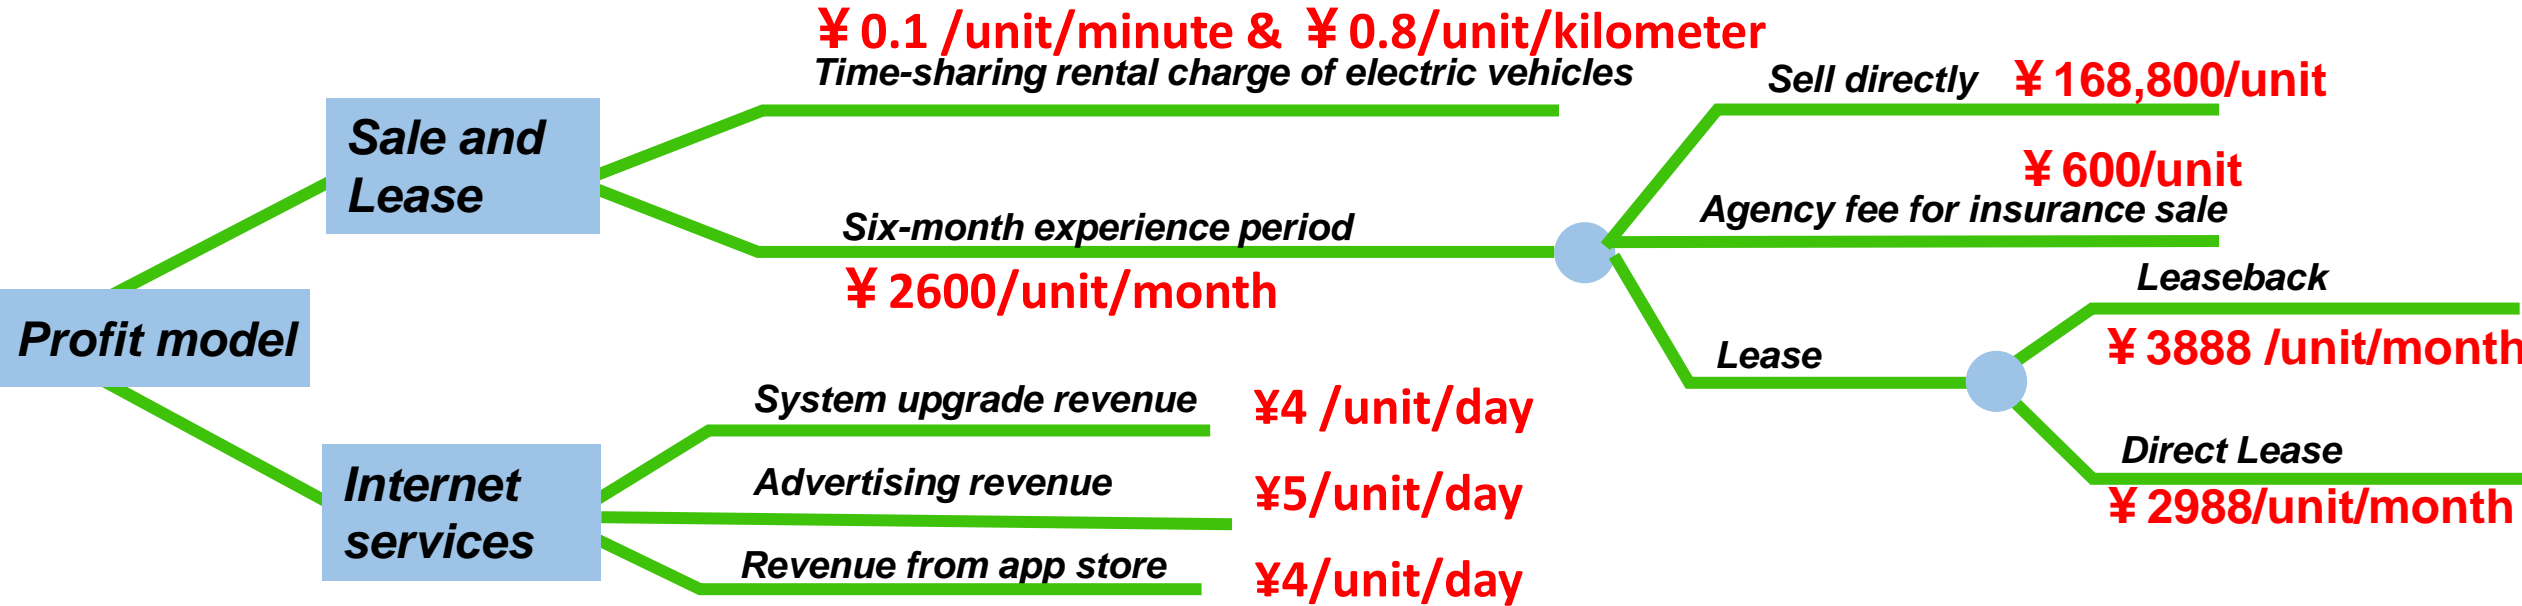 ¥ 0.1 /unit/minute & ¥ 0.8/unit/kilometer
Time-sharing rental charge of electric vehicles
Sell directly ¥ 168,800/unit
Sale and
Lease
¥ 600/unit
Agency fee for insurance sale
Six-month experience period
¥ 2600/unit/month
Leaseback
¥ 3888 /unit/month
Lease
Profit model
Direct Lease
¥ 2988/unit/month
System upgrade revenue ¥4 /unit/day
Internet
services
Advertising revenue ¥5/unit/day
Revenue from app store ¥4/unit/day